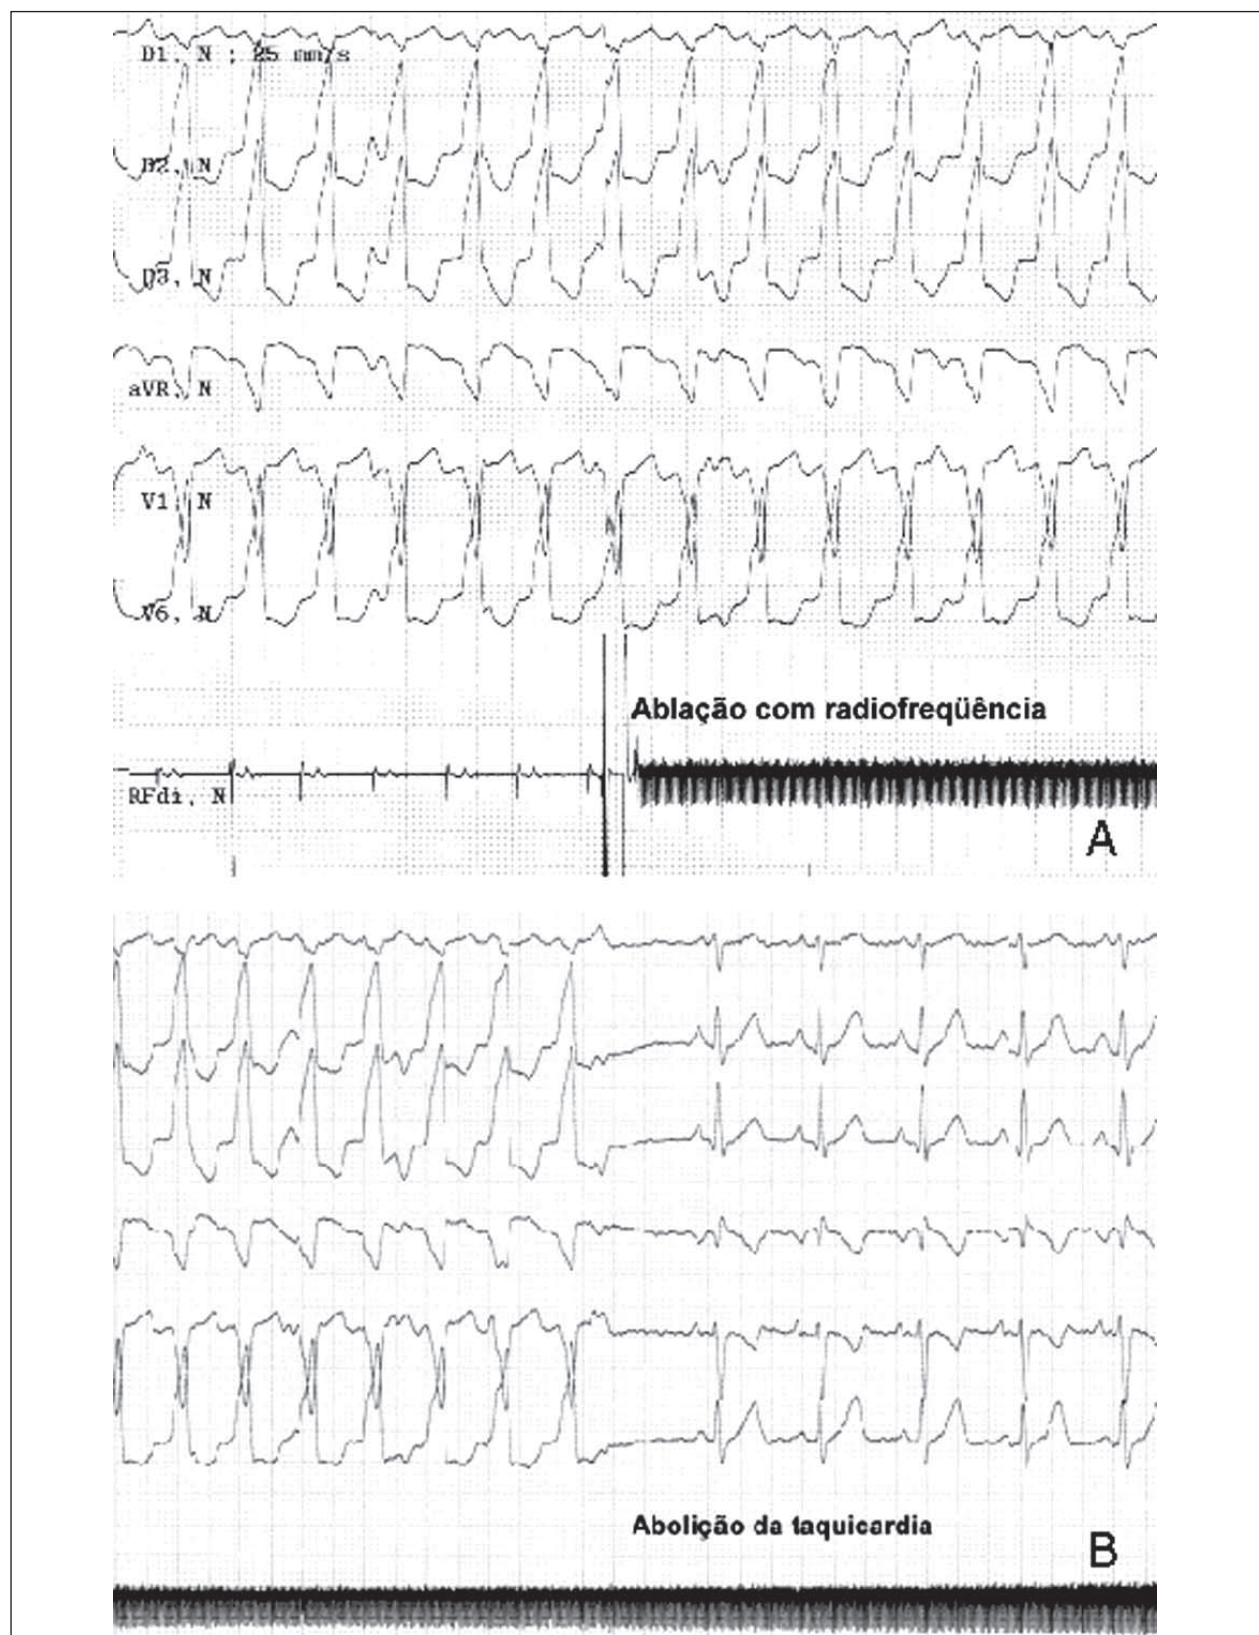 D1, N ; 25 mm/s
D2, N
D3, N
aVR, N
V1 N
V6, N
Ablação com radiofreqüência
RFdi, N
A
Abolição da taquicardia
B